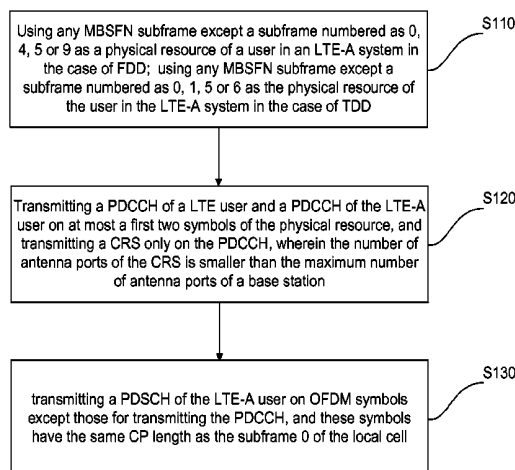 Using any MBSFN subframe except a subframe numbered as 0,
4, 5 or 9 as a physical resource of a user in an LTE-A system in
the case of FDD; using any MBSFN subframe except a
subframe numbered as 0, 1, 5 or 6 as the physical resource of
the user in the LTE-A system in the case of TDD
S110
Transmitting a PDCCH of a LTE user and a PDCCH of the LTE-A
user on at most a first two symbols of the physical resource, and
transmitting a CRS only on the PDCCH, wherein the number of
antenna ports of the CRS is smaller than the maximum number
of antenna ports of a base station
S120
transmitting a PDSCH of the LTE-A user on OFDM symbols
except those for transmitting the PDCCH, and these symbols
have the same CP length as the subframe 0 of the local cell
S130